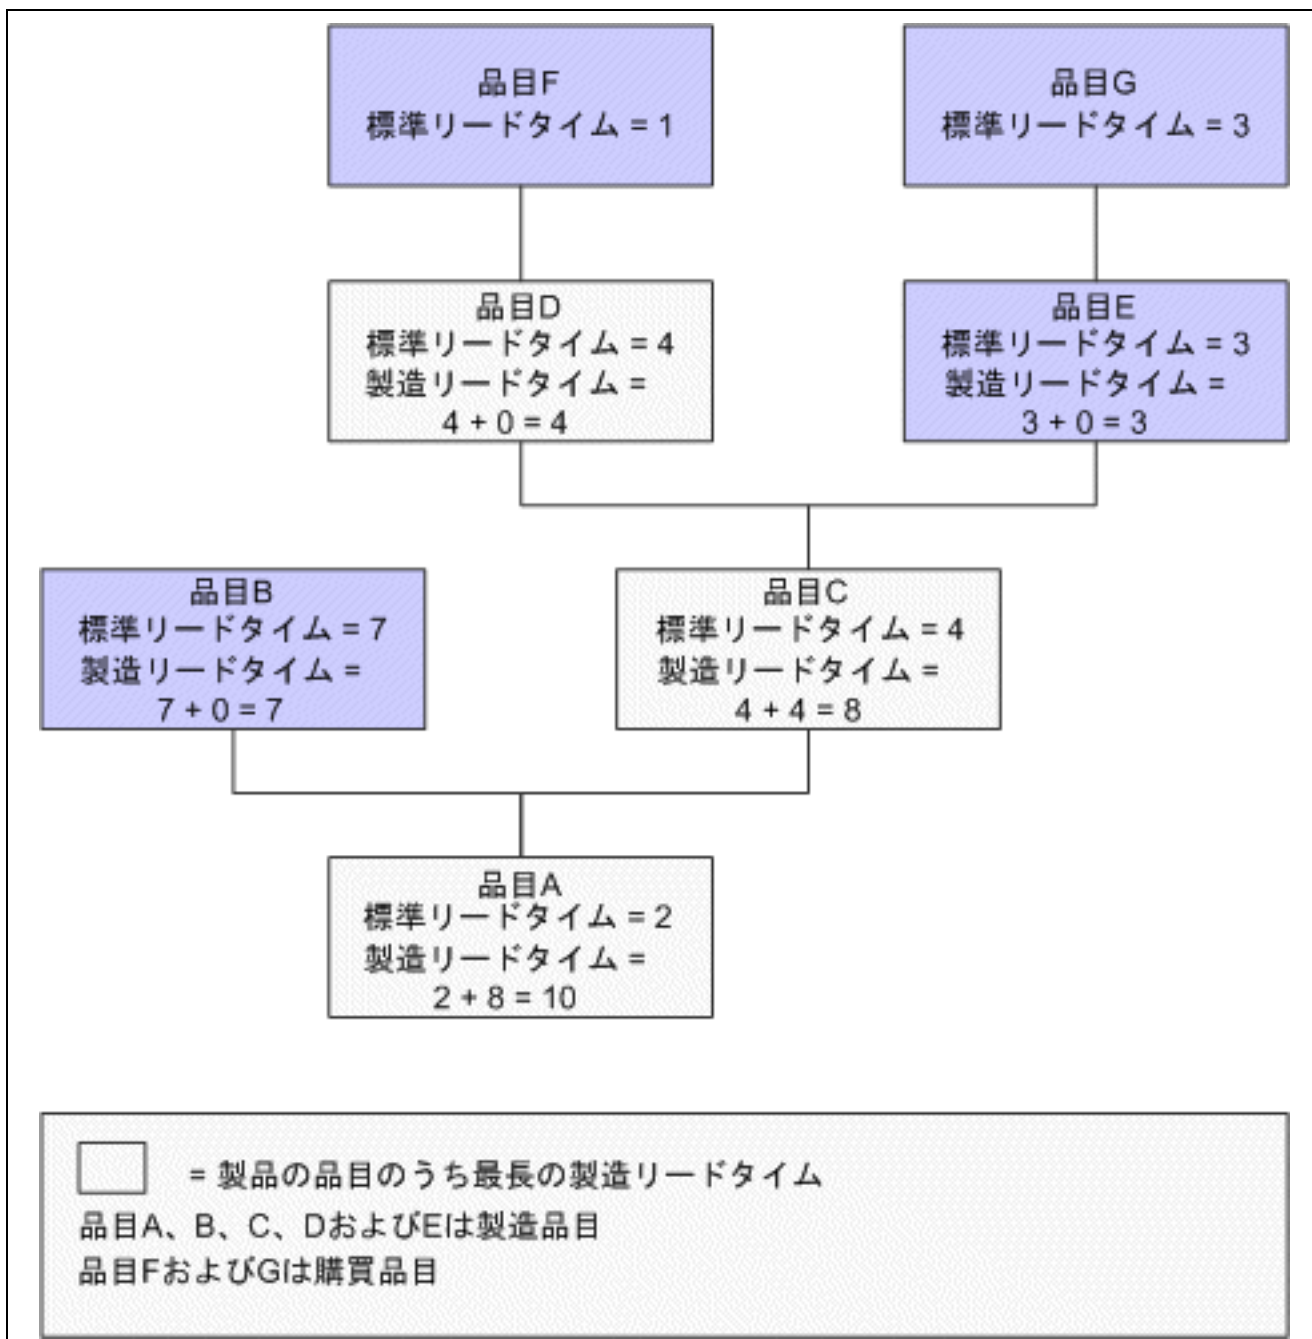 品目F
標準リードタイム = 1
品目G
標準リードタイム = 3
品目D
標準リードタイム = 4
製造リードタイム =
4 + 0 = 4
品目E
標準リードタイム = 3
製造リードタイム =
3 + 0 = 3
品目B
標準リードタイム = 7
製造リードタイム =
7 + 0 = 7
品目C
標準リードタイム = 4
製造リードタイム =
4 + 4 = 8
品目A
標準リードタイム = 2
製造リードタイム =
2 + 8 = 10
= 製品の品目のうち最長の製造リードタイム
品目A、B、C、DおよびEは製造品目
品目FおよびGは購買品目